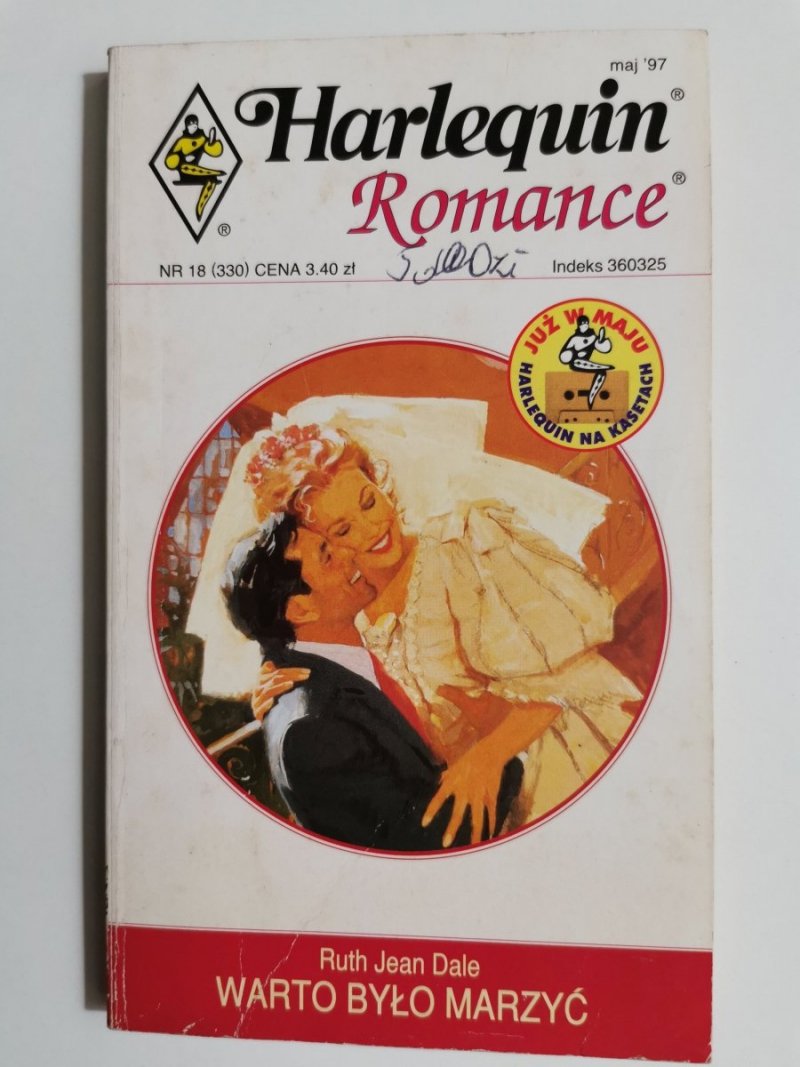 maj '97
Harlequin®
Romance®
®
NR 18 (330) CENA 3.40 zł
Indeks 360325
JUŻ W MAJU
HARLEQUIN NA KASETACH
Ruth Jean Dale
WARTO BYŁO MARZYĆ